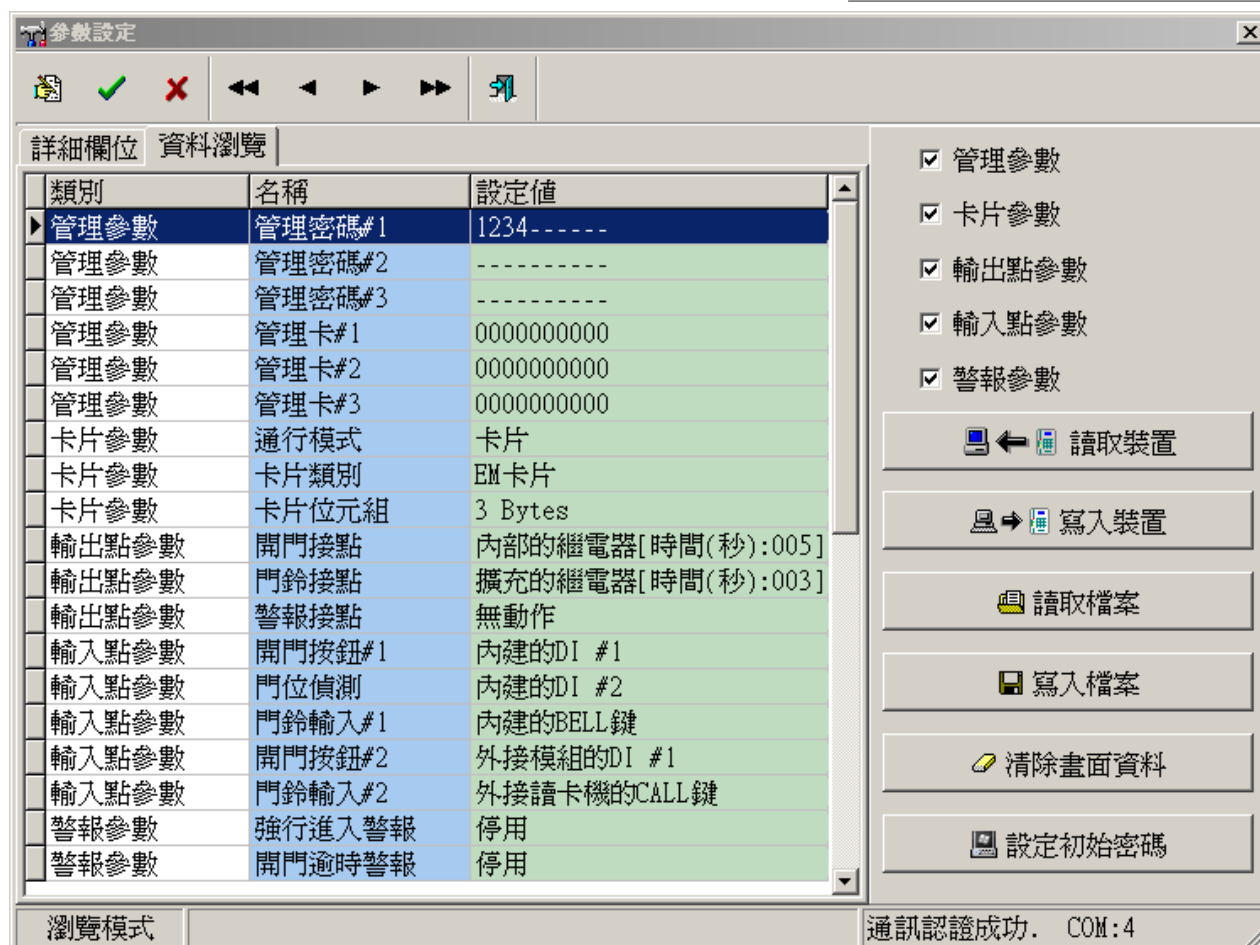 參數設定
詳細欄位 資料瀏覽
類別 名稱 設定值
管理參數 管理密碼#1 1234------
管理參數 管理密碼#2 ----------
管理參數 管理密碼#3 ----------
管理參數 管理卡#1 0000000000
管理參數 管理卡#2 0000000000
管理參數 管理卡#3 0000000000
卡片參數 通行模式 卡片
卡片參數 卡片類別 EM卡片
卡片參數 卡片位元組 3 Bytes
輸出點參數 開門接點 內部的繼電器[時間(秒):005]
輸出點參數 門鈴接點 擴充的繼電器[時間(秒):003]
輸出點參數 警報接點 無動作
輸入點參數 開門按鈕#1 內建的DI #1
輸入點參數 門位偵測 內建的DI #2
輸入點參數 門鈴輸入#1 內建的BELL鍵
輸入點參數 開門按鈕#2 外接模組的DI #1
輸入點參數 門鈴輸入#2 外接讀卡機的CALL鍵
警報參數 強行進入警報 停用
警報參數 開門逾時警報 停用
管理參數
卡片參數
輸出點參數
輸入點參數
警報參數
讀取裝置
寫入裝置
讀取檔案
寫入檔案
清除畫面資料
設定初始密碼
瀏覽模式
通訊認證成功. COM:4